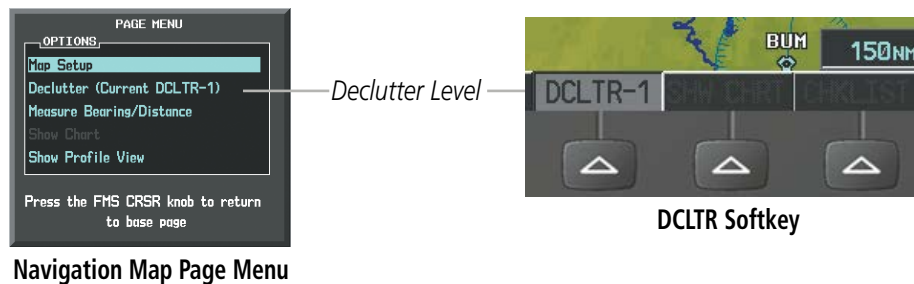 PAGE MENU
OPTIONS
Map Setup
Declutter (Current DCLTR-1)
Measure Bearing/Distance
Show Chart
Show Profile View
Press the FMS CRSR knob to return
to base page
Navigation Map Page Menu
Declutter Level
BUM
150NM
DCLTR-1
SHW CHRT
CHKLIST
DCLTR Softkey